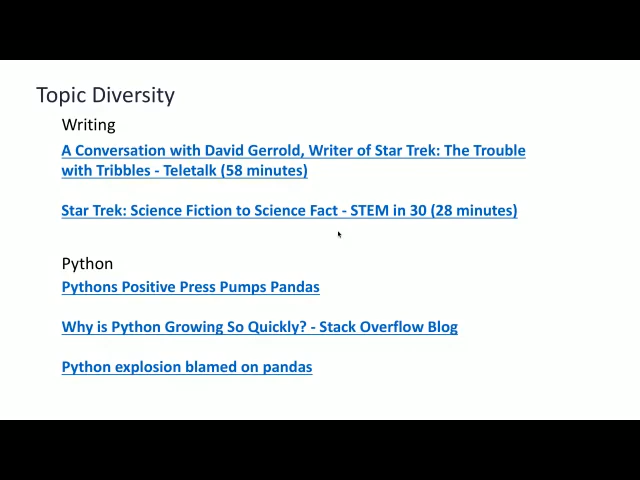 Topic Diversity
Writing
A Conversation with David Gerrold, Writer of Star Trek: The Trouble
with Tribbles - Teletalk (58 minutes)
Star Trek: Science Fiction to Science Fact - STEM in 30 (28 minutes)
Python
Pythons Positive Press Pumps Pandas
Why is Python Growing So Quickly? - Stack Overflow Blog
Python explosion blamed on pandas